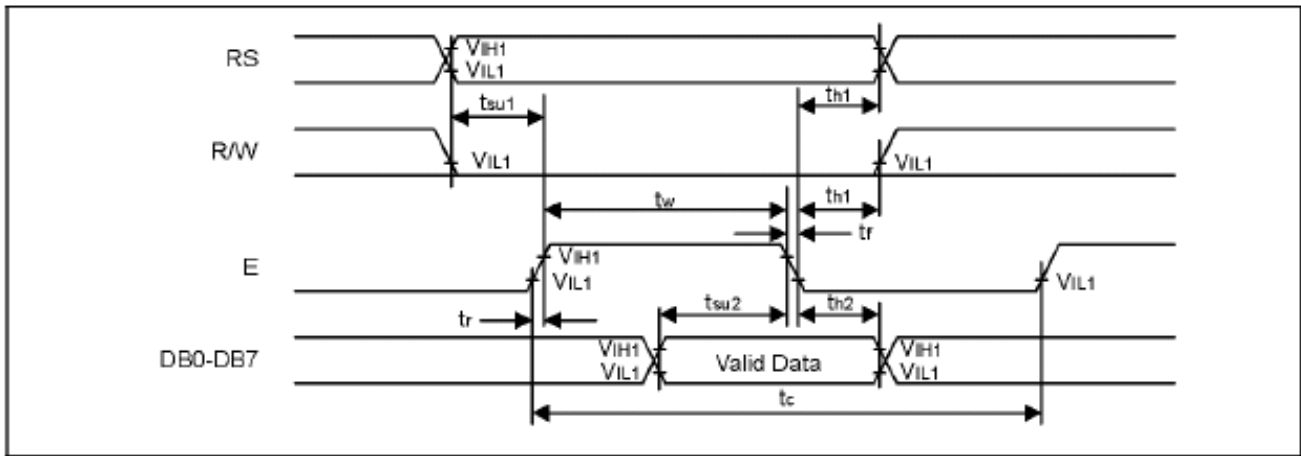 RS
VIH1
VIL1
tsu1
th1
R/W
VIL1
VIL1
tw
th1
tr
E
VIH1
VIL1
VIL1
tsu2
th2
tr
DB0-DB7
VIH1
VIL1
Valid Data
VIH1
VIL1
tc